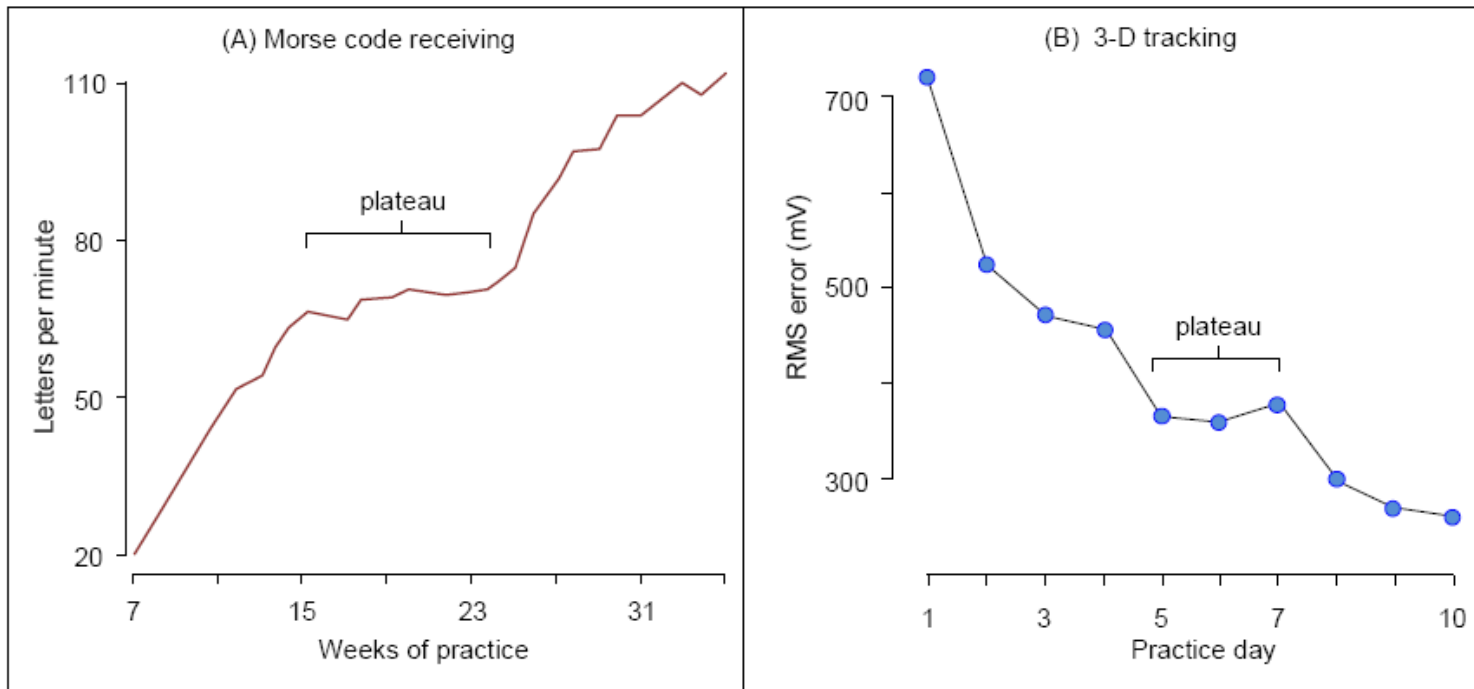 (A) Morse code receiving
110
80
50
20
Letters per minute
plateau
7 15 23 31
Weeks of practice
(B) 3-D tracking
700
500
300
RMS error (mV)
plateau
1 3 5 7 10
Practice day